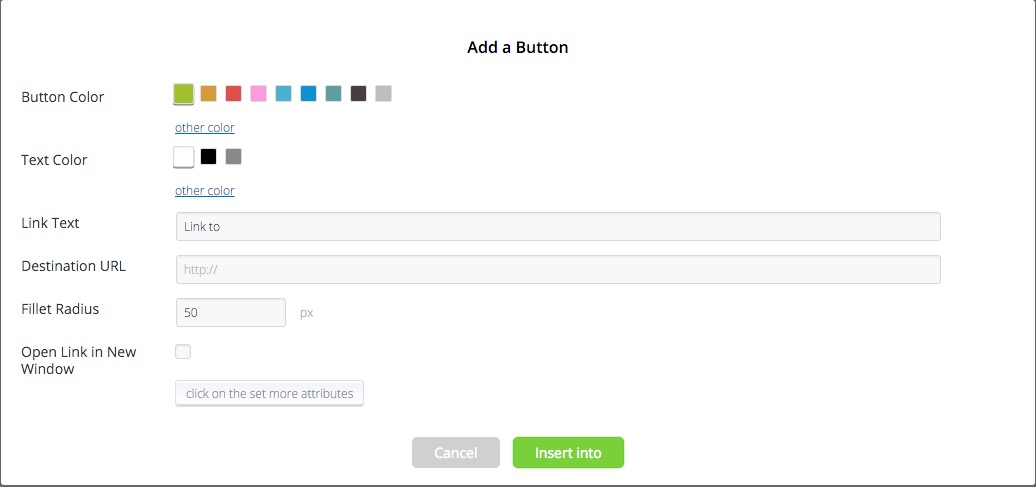 Add a Button
Button Color
other color
Text Color
other color
Link Text
Link to
Destination URL
http://
Fillet Radius
50
px
Open Link in New
Window
click on the set more attributes
Cancel
Insert into